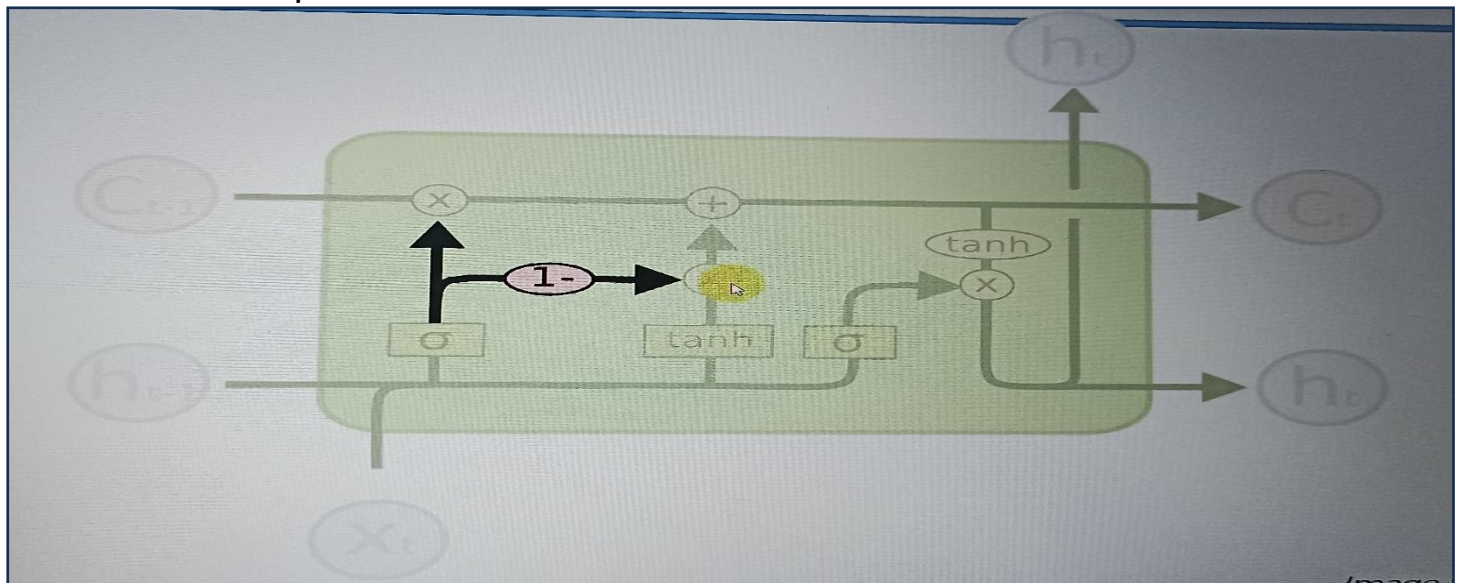 hₜ
Cₜ₋₁
×
+
Cₜ
tanh
1-
×
σ
tanh
σ
hₜ₋₁
hₜ
Xₜ